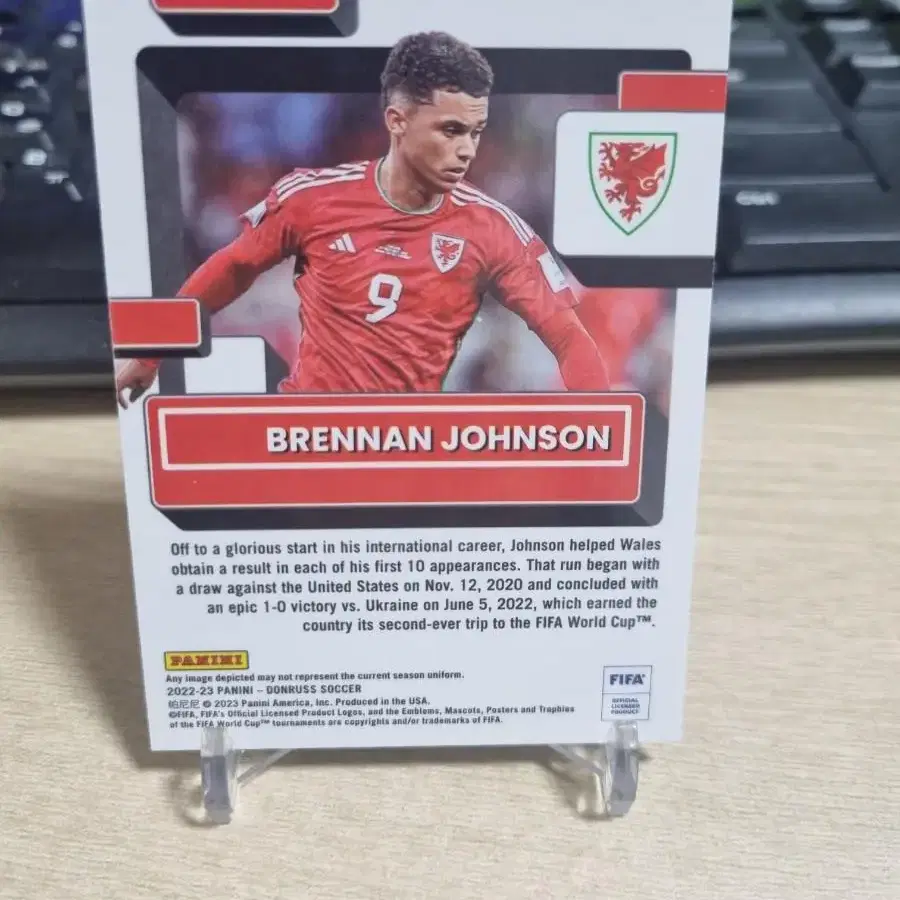 9
BRENNAN JOHNSON
Off to a glorious start in his international career, Johnson helped Wales
obtain a result in each of his first 10 appearances. That run began with
a draw against the United States on Nov. 12, 2020 and concluded with
an epic 1-0 victory vs. Ukraine on June 5, 2022, which earned the
country its second-ever trip to the FIFA World Cup™.
PANINI
Any image depicted may not represent the current season uniform.
2022-23 PANINI – DONRUSS SOCCER
帕尼尼 © 2023 Panini America, Inc. Produced in the USA.
©FIFA, FIFA's Official Licensed Product Logos, and the Emblems, Mascots, Posters and Trophies
of the FIFA World Cup™ tournaments are copyrights and/or trademarks of FIFA.
FIFA®
OFFICIAL
LICENSED
PRODUCT
Ctrl